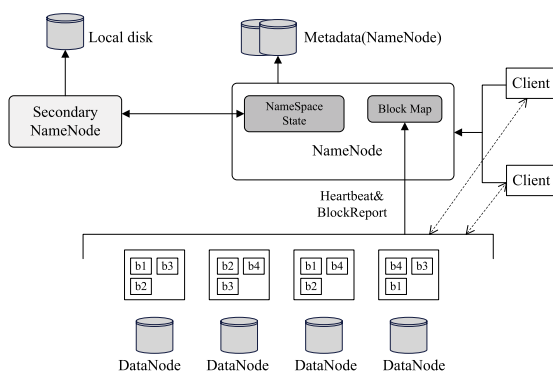 Local disk
Metadata(NameNode)
Secondary
NameNode
NameSpace
State
Block Map
NameNode
Client
Client
Heartbeat&
BlockReport
b1 b3
b2
b2 b4
b3
b1 b4
b2
b4 b3
b1
DataNode DataNode DataNode DataNode